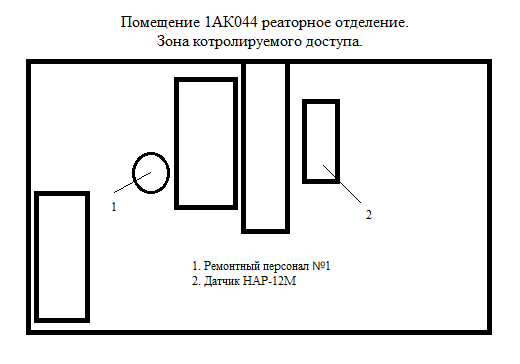 Помещение 1АК044 реаторное отделение.
Зона котролируемого доступа.
1
2
1. Ремонтный персонал №1
2. Датчик НАР-12М